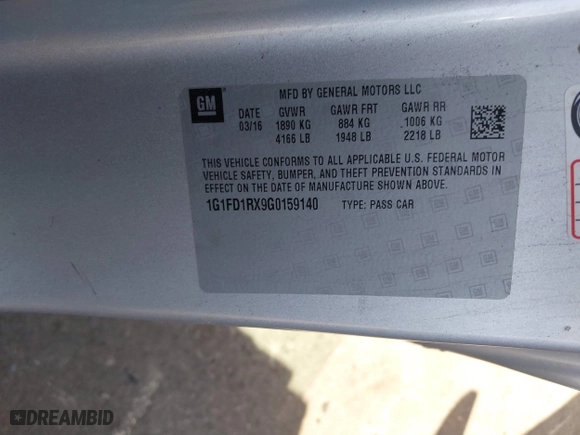 GM
MFD BY GENERAL MOTORS LLC
DATE GVWR GAWR FRT GAWR RR
03/16 1890 KG 884 KG 1006 KG
4166 LB 1948 LB 2218 LB
THIS VEHICLE CONFORMS TO ALL APPLICABLE U.S. FEDERAL MOTOR
VEHICLE SAFETY, BUMPER, AND THEFT PREVENTION STANDARDS IN
EFFECT ON THE DATE OF MANUFACTURE SHOWN ABOVE.
1G1FD1RX9G0159140 TYPE: PASS CAR
DREAMBID